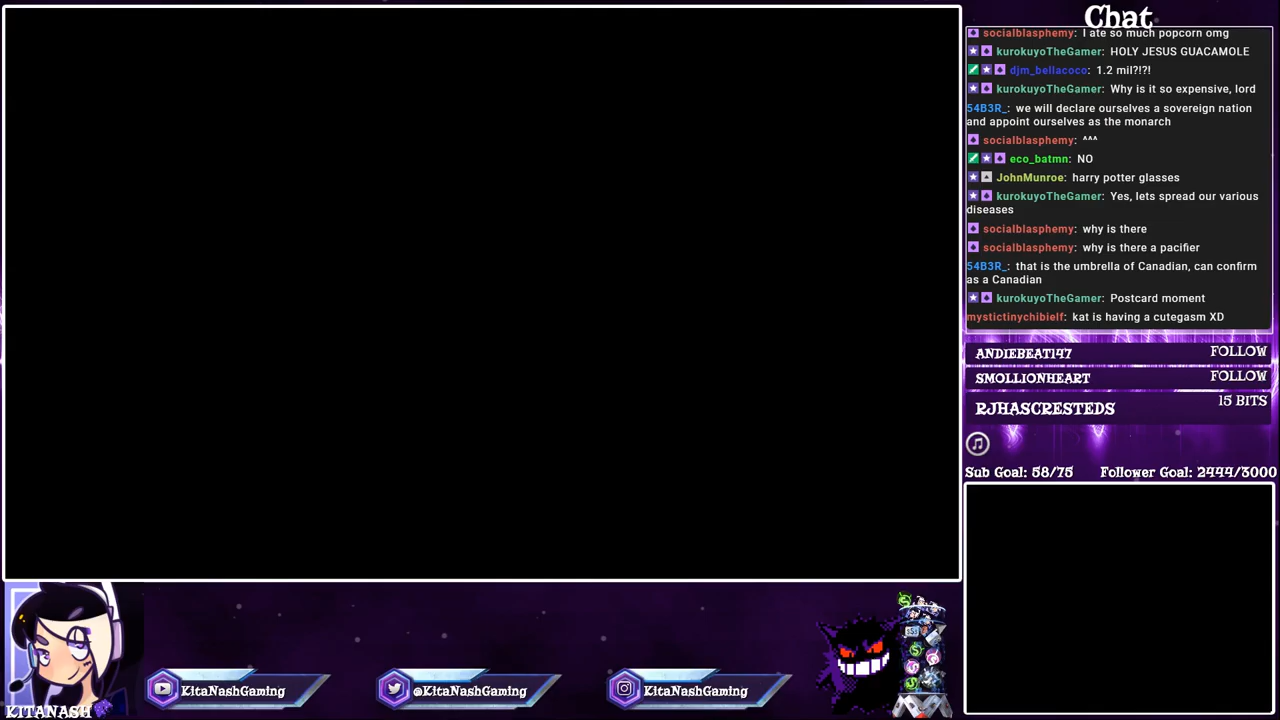 Chat
socialblasphemy: I ate so much popcorn omg
kurokuyoTheGamer: HOLY JESUS GUACAMOLE
djm_bellacoco: 1.2 mil?!?!
kurokuyoTheGamer: Why is it so expensive, lord
54B3R_: we will declare ourselves a sovereign nation
and appoint ourselves as the monarch
socialblasphemy: ^^^
eco_batmn: NO
JohnMunroe: harry potter glasses
kurokuyoTheGamer: Yes, lets spread our various
diseases
socialblasphemy: why is there
socialblasphemy: why is there a pacifier
54B3R_: that is the umbrella of Canadian, can confirm
as a Canadian
kurokuyoTheGamer: Postcard moment
mystictinychibielf: kat is having a cutegasm XD
ANDIEBEAT147 FOLLOW
SMOLLIONHEART FOLLOW
RJHASCRESTEDS 15 BITS
Sub Goal: 58/75 Follower Goal: 2444/3000
KitaNashGaming
@KitaNashGaming
KitaNashGaming
KITANASH